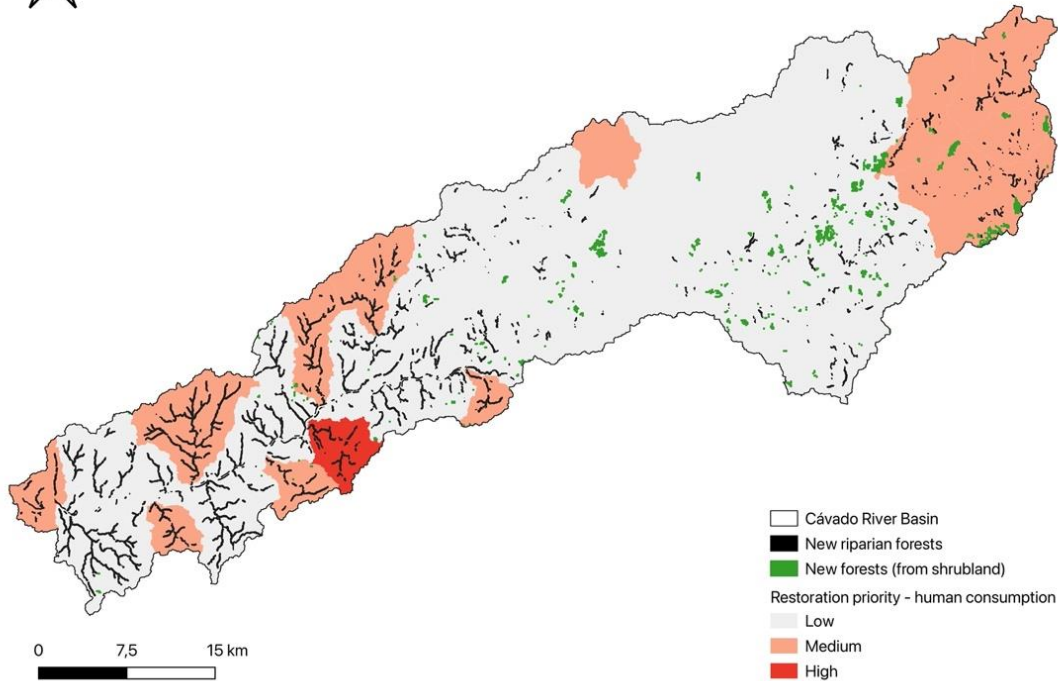 Cávado River Basin
New riparian forests
New forests (from shrubland)
Restoration priority - human consumption
Low
Medium
High
0 7,5 15 km